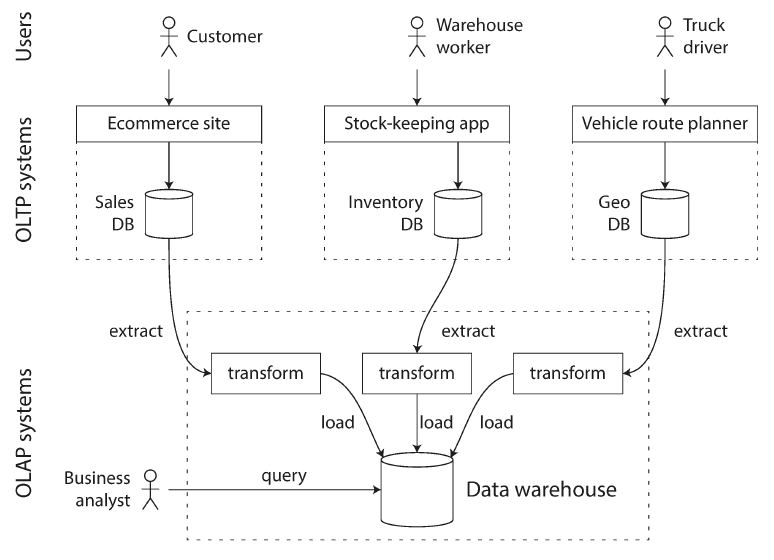 Users
Customer
Warehouse
worker
Truck
driver
OLTP systems
Ecommerce site
Stock-keeping app
Vehicle route planner
Sales
DB
Inventory
DB
Geo
DB
OLAP systems
extract
extract
extract
transform
transform
transform
load
load
load
Business
analyst
query
Data warehouse